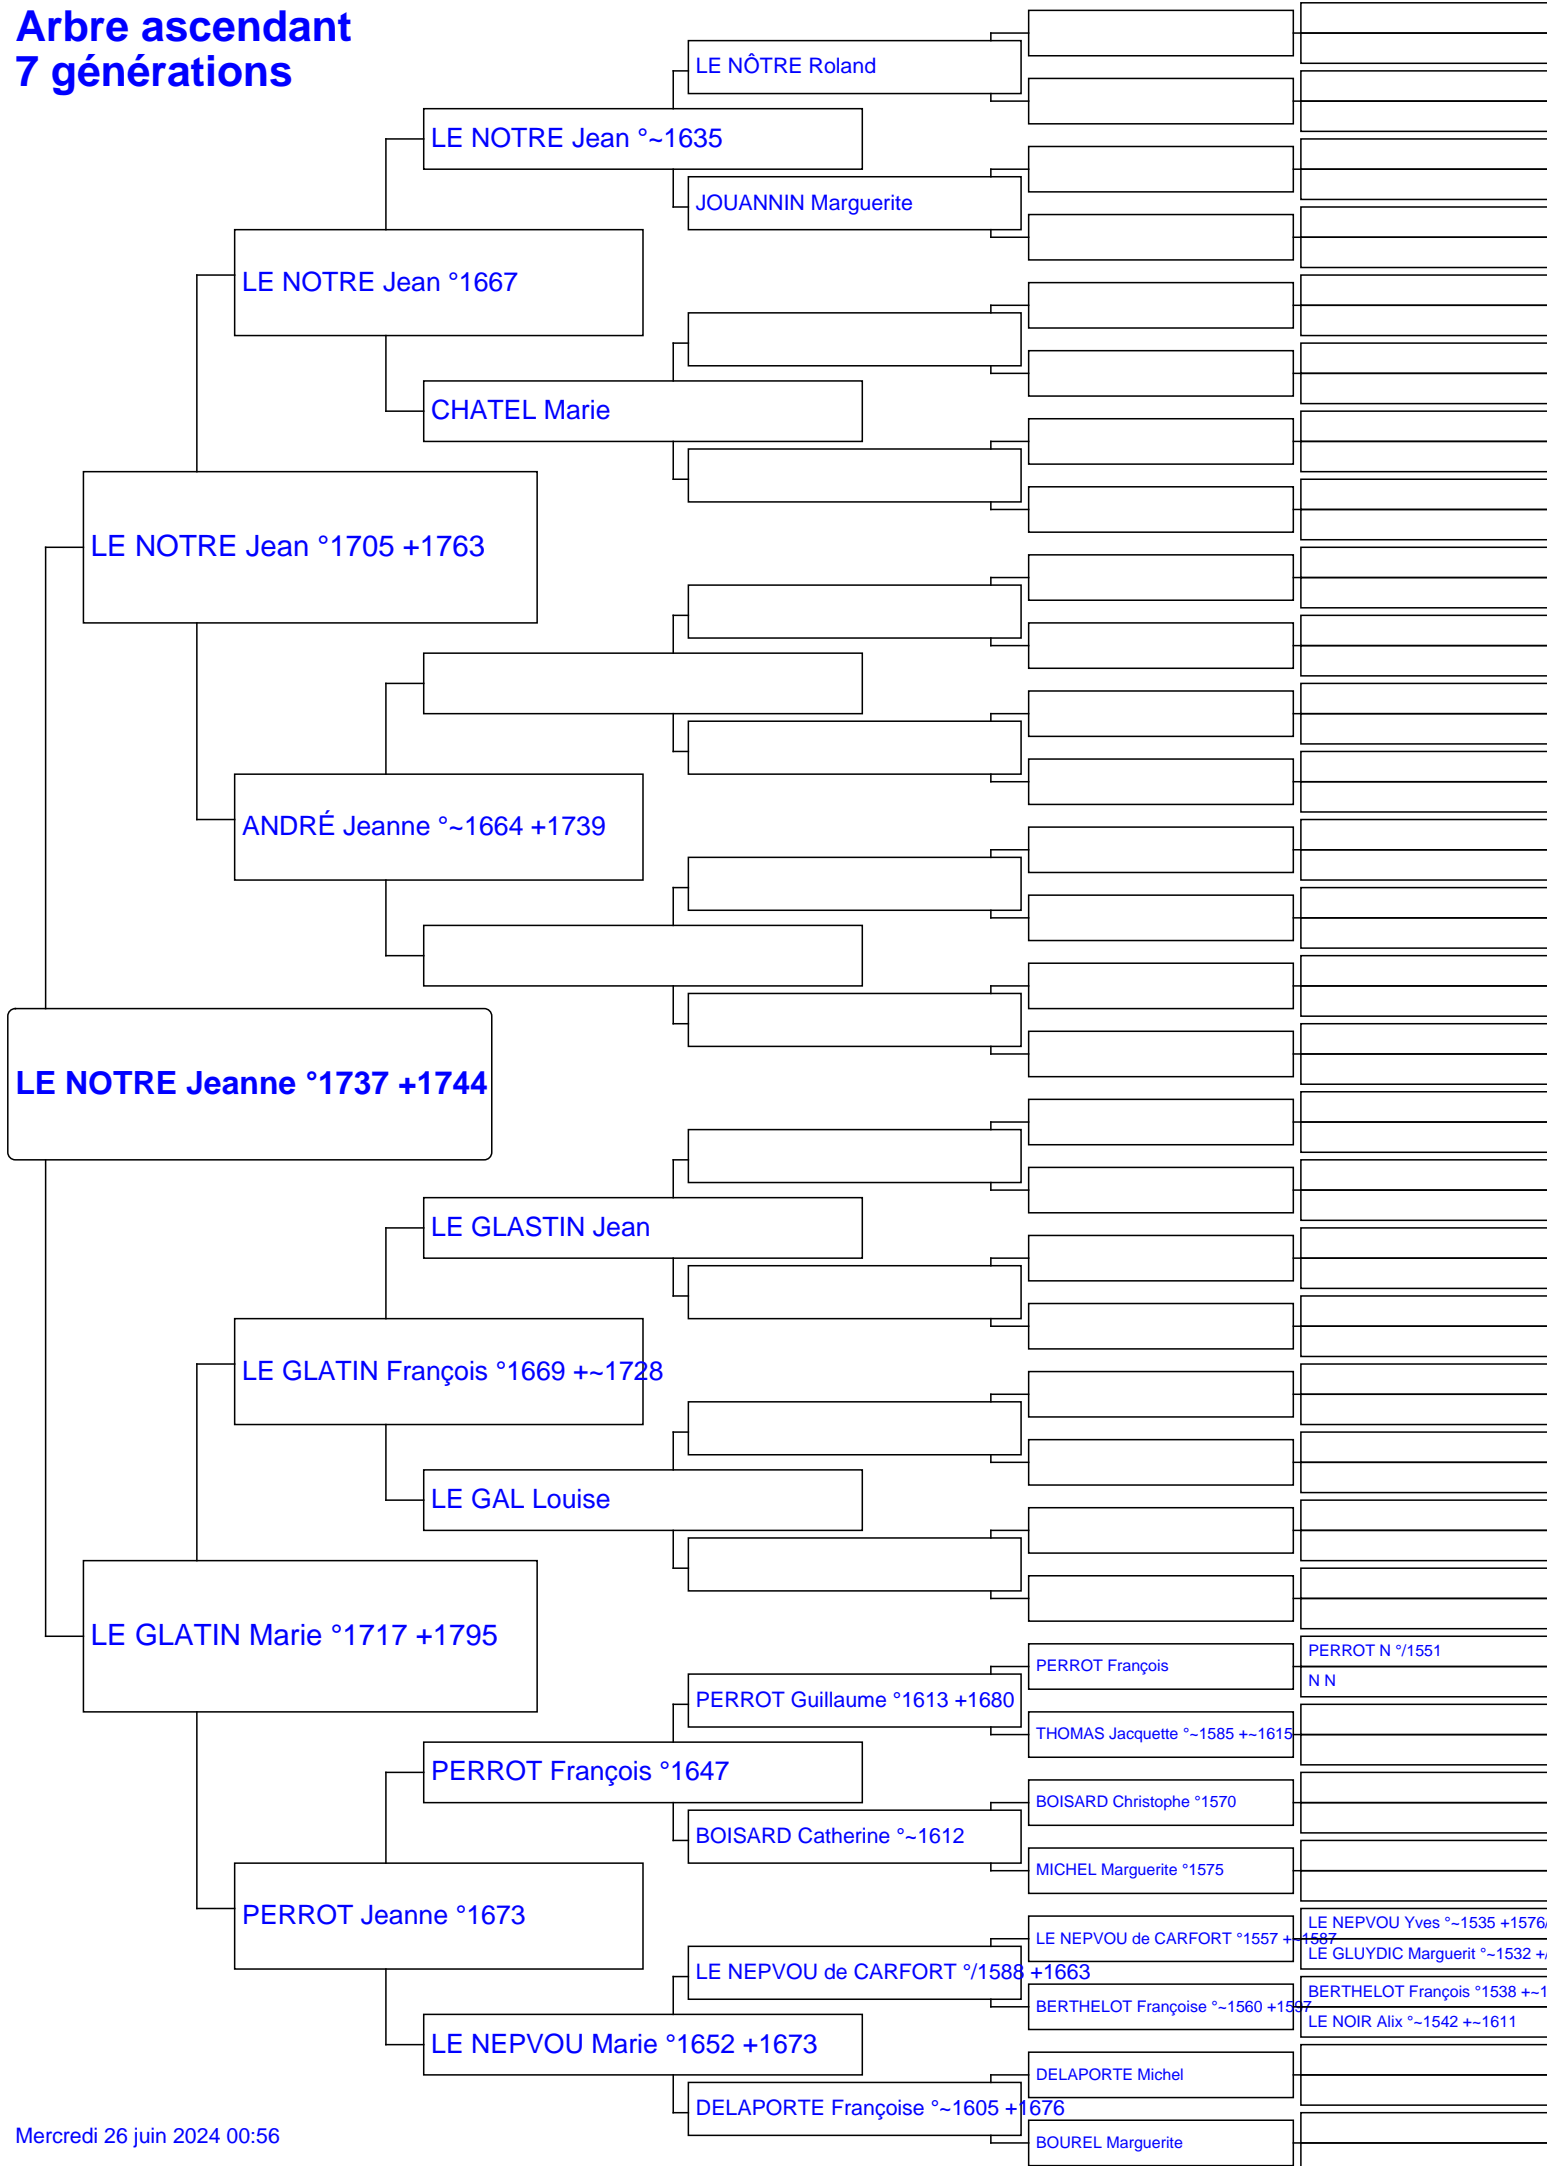 Arbre ascendant
7 générations
LE NÔTRE Roland
LE NOTRE Jean °~1635
JOUANNIN Marguerite
LE NOTRE Jean °1667
CHATEL Marie
LE NOTRE Jean °1705 +1763
ANDRÉ Jeanne °~1664 +1739
LE NOTRE Jeanne °1737 +1744
LE GLASTIN Jean
LE GLATIN François °1669 +~1728
LE GAL Louise
LE GLATIN Marie °1717 +1795
PERROT N °/1551
PERROT François
N N
PERROT Guillaume °1613 +1680
THOMAS Jacquette °~1585 +~1615
PERROT François °1647
BOISARD Christophe °1570
BOISARD Catherine °~1612
MICHEL Marguerite °1575
PERROT Jeanne °1673
LE NEPVOU Yves °~1535 +1576/
LE NEPVOU de CARFORT °1557 +~1587
LE GLUYDIC Marguerit °~1532 +/
LE NEPVOU de CARFORT °/1588 +1663
BERTHELOT François °1538 +~1
BERTHELOT Françoise °~1560 +1597
LE NOIR Alix °~1542 +~1611
LE NEPVOU Marie °1652 +1673
DELAPORTE Michel
DELAPORTE Françoise °~1605 +1676
BOUREL Marguerite
Mercredi 26 juin 2024 00:56